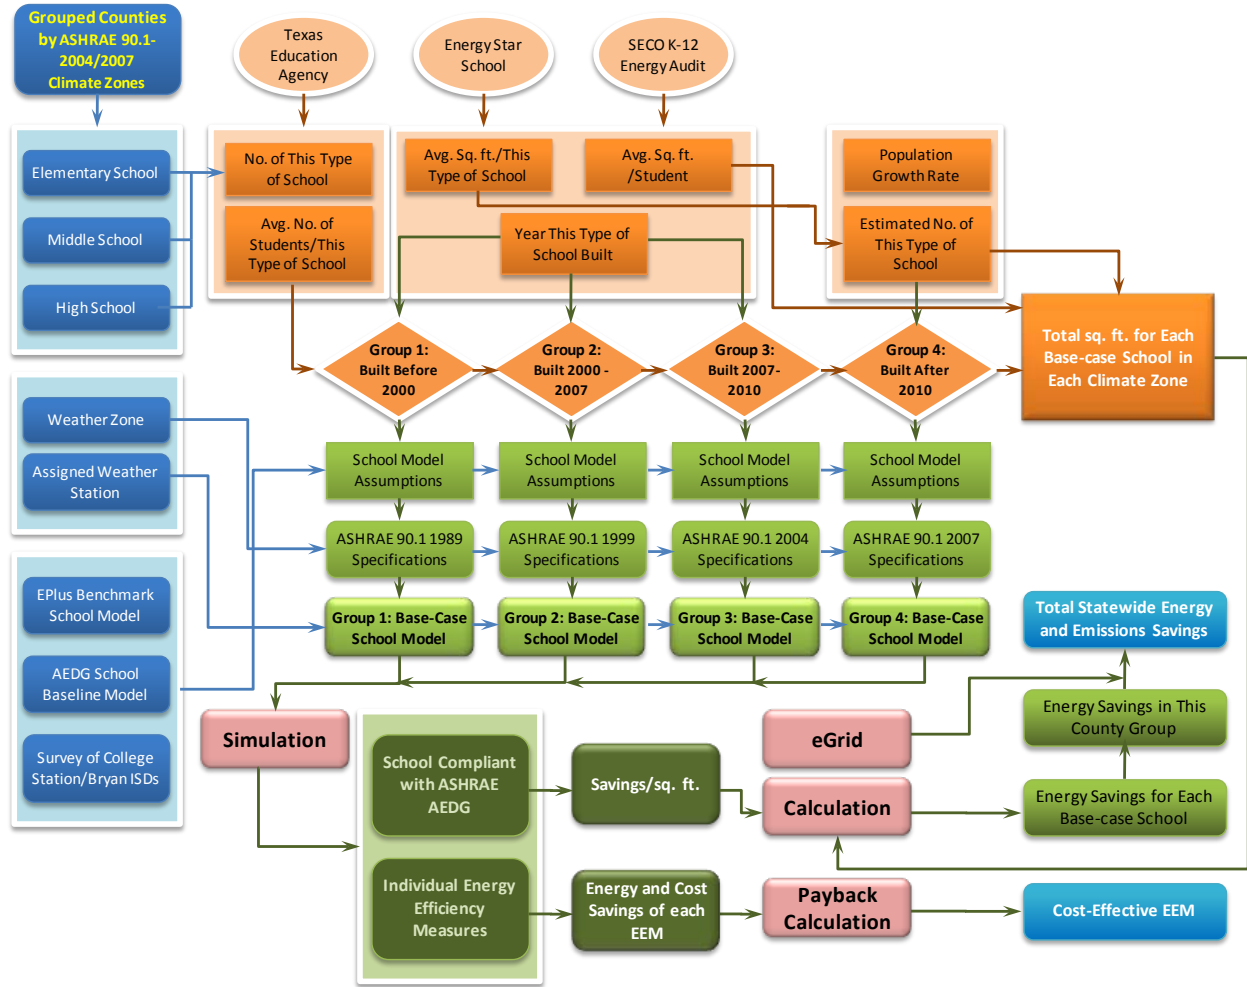 Grouped Counties
by ASHRAE 90.1-
2004/2007
Climate Zones
Texas
Education
Agency
Energy Star
School
SECO K-12
Energy Audit
Elementary School
Middle School
High School
No. of This Type
of School
Avg. No. of
Students/This
Type of School
Avg. Sq. ft./This
Type of School
Avg. Sq. ft.
/Student
Year This Type of
School Built
Population
Growth Rate
Estimated No. of
This Type of
School
Group 1:
Built Before
2000
Group 2:
Built 2000 -
2007
Group 3:
Built 2007-
2010
Group 4:
Built After
2010
Total sq. ft. for Each
Base-case School in
Each Climate Zone
Weather Zone
Assigned Weather
Station
School Model
Assumptions
School Model
Assumptions
School Model
Assumptions
School Model
Assumptions
ASHRAE 90.1 1989
Specifications
ASHRAE 90.1 1999
Specifications
ASHRAE 90.1 2004
Specifications
ASHRAE 90.1 2007
Specifications
EPlus Benchmark
School Model
AEDG School
Baseline Model
Survey of College
Station/Bryan ISDs
Group 1: Base-Case
School Model
Group 2: Base-Case
School Model
Group 3: Base-Case
School Model
Group 4: Base-Case
School Model
Total Statewide Energy
and Emissions Savings
Simulation
School Compliant
with ASHRAE
AEDG
Savings/sq. ft.
eGrid
Calculation
Energy Savings in This
County Group
Energy Savings for Each
Base-case School
Individual Energy
Efficiency
Measures
Energy and Cost
Savings of each
EEM
Payback
Calculation
Cost-Effective EEM